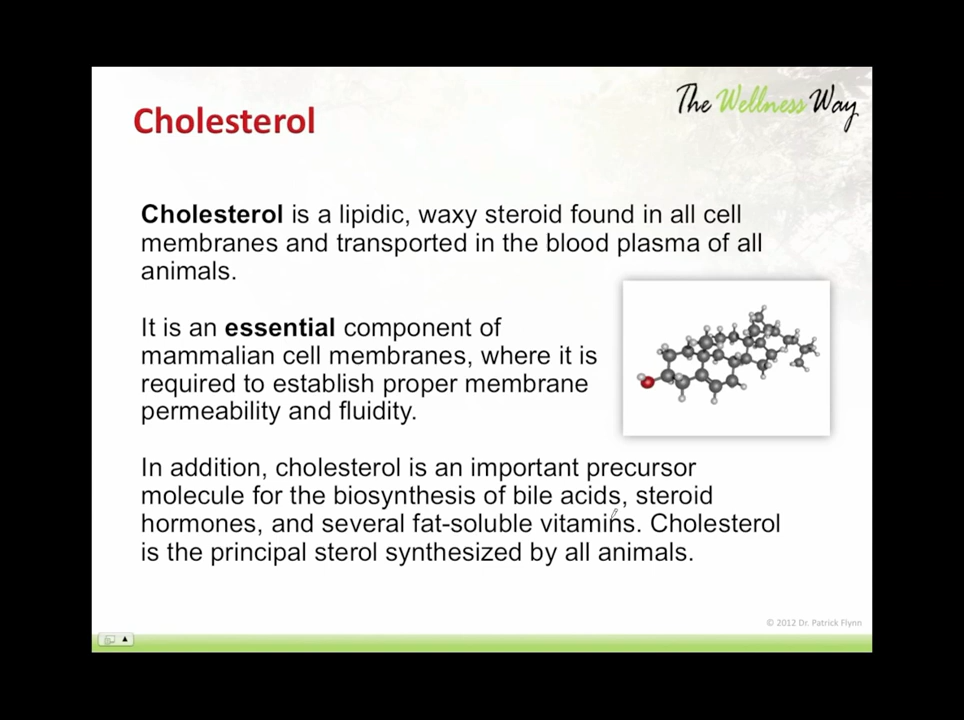 The Wellness Way
Cholesterol
Cholesterol is a lipidic, waxy steroid found in all cell
membranes and transported in the blood plasma of all
animals.
It is an essential component of
mammalian cell membranes, where it is
required to establish proper membrane
permeability and fluidity.
In addition, cholesterol is an important precursor
molecule for the biosynthesis of bile acids, steroid
hormones, and several fat-soluble vitamins. Cholesterol
is the principal sterol synthesized by all animals.
© 2012 Dr. Patrick Flynn